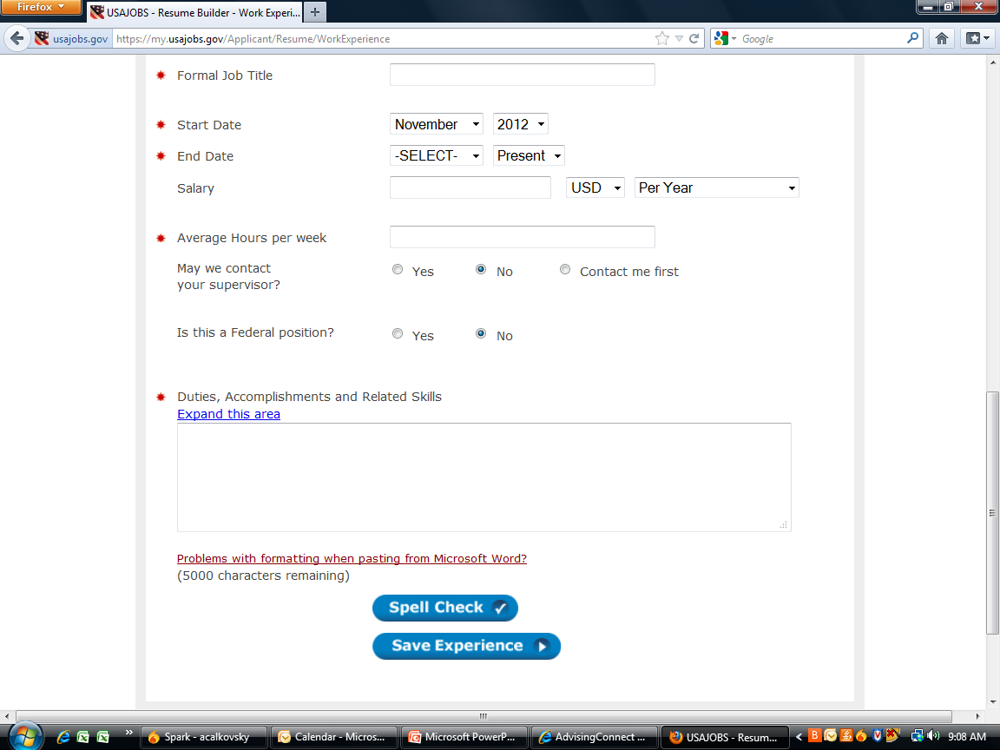 Firefox
USAJOBS - Resume Builder - Work Experi...
usajobs.gov https://my.usajobs.gov/Applicant/Resume/WorkExperience Google
Formal Job Title
Start Date November 2012
End Date -SELECT- Present
Salary USD Per Year
Average Hours per week
May we contact
your supervisor? Yes No Contact me first
Is this a Federal position? Yes No
Duties, Accomplishments and Related Skills
Expand this area
Problems with formatting when pasting from Microsoft Word?
(5000 characters remaining)
Spell Check
Save Experience
Spark - acalkovsky Calendar - Micros... Microsoft PowerP... AdvisingConnect ... USAJOBS - Resum... 9:08 AM